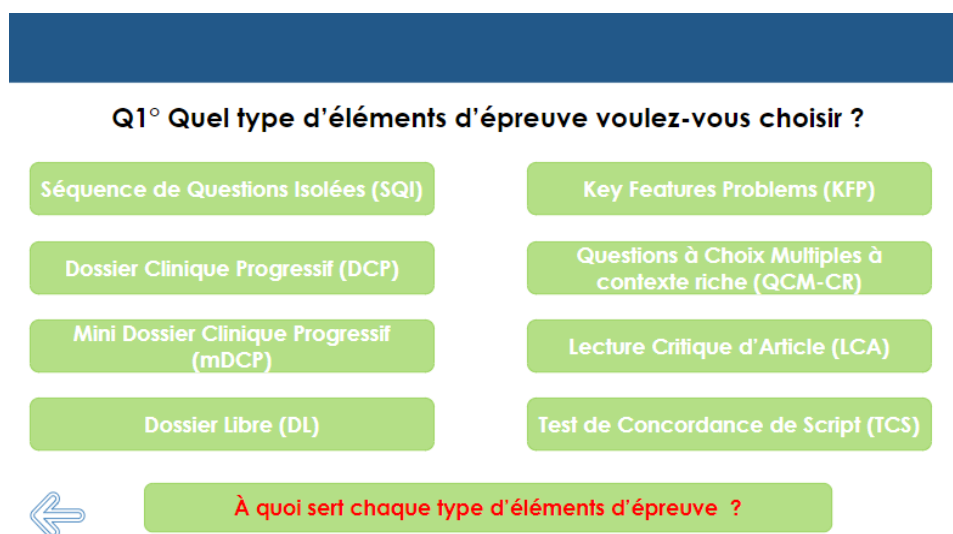 Q1° Quel type d'éléments d'épreuve voulez-vous choisir ?
Séquence de Questions Isolées (SQI)
Dossier Clinique Progressif (DCP)
Mini Dossier Clinique Progressif
(mDCP)
Dossier Libre (DL)
Key Features Problems (KFP)
Questions à Choix Multiples à
contexte riche (QCM-CR)
Lecture Critique d'Article (LCA)
Test de Concordance de Script (TCS)
À quoi sert chaque type d'éléments d'épreuve ?